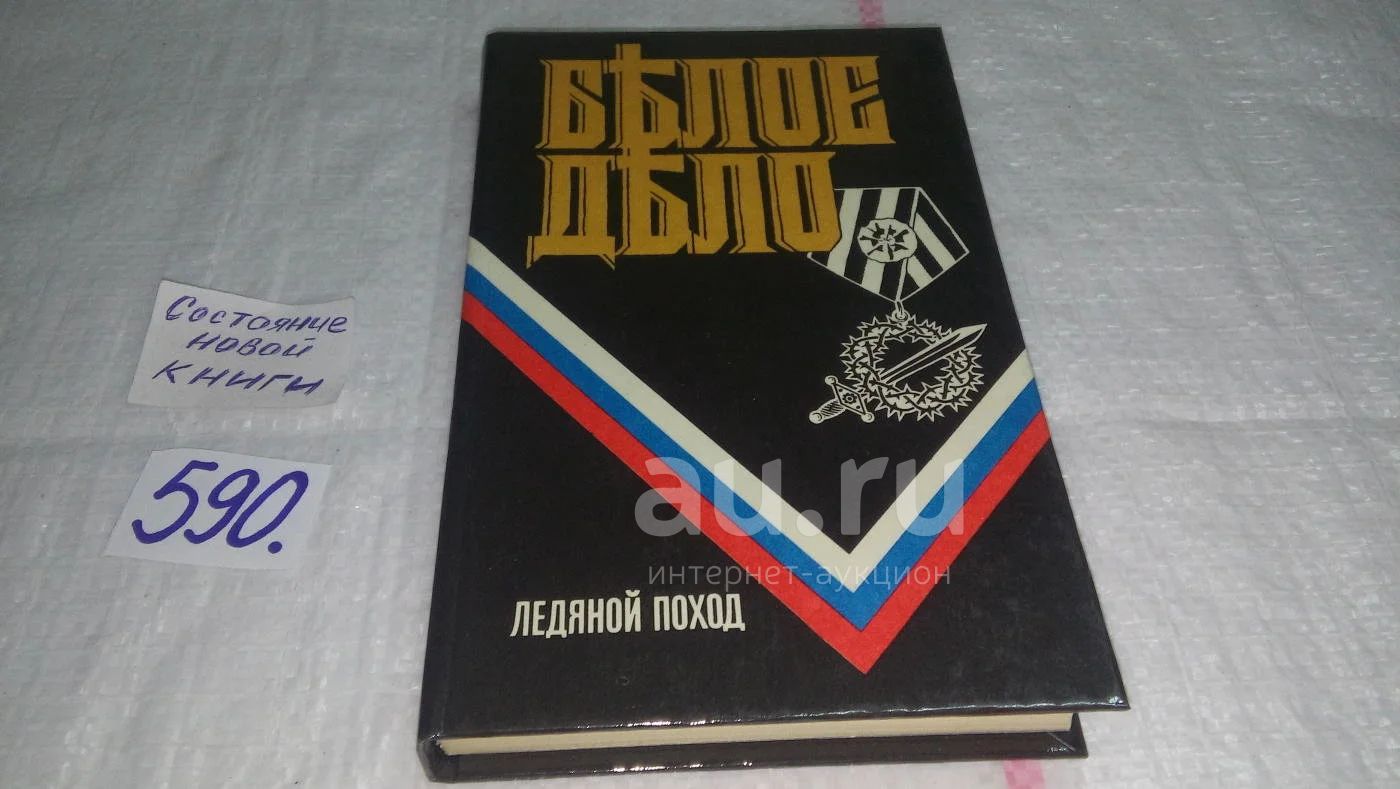 БѢЛОЕ
ДѢЛО
Состояние
новой
книги
590.
au.ru
интернет-аукцион
ЛЕДЯНОЙ ПОХОД